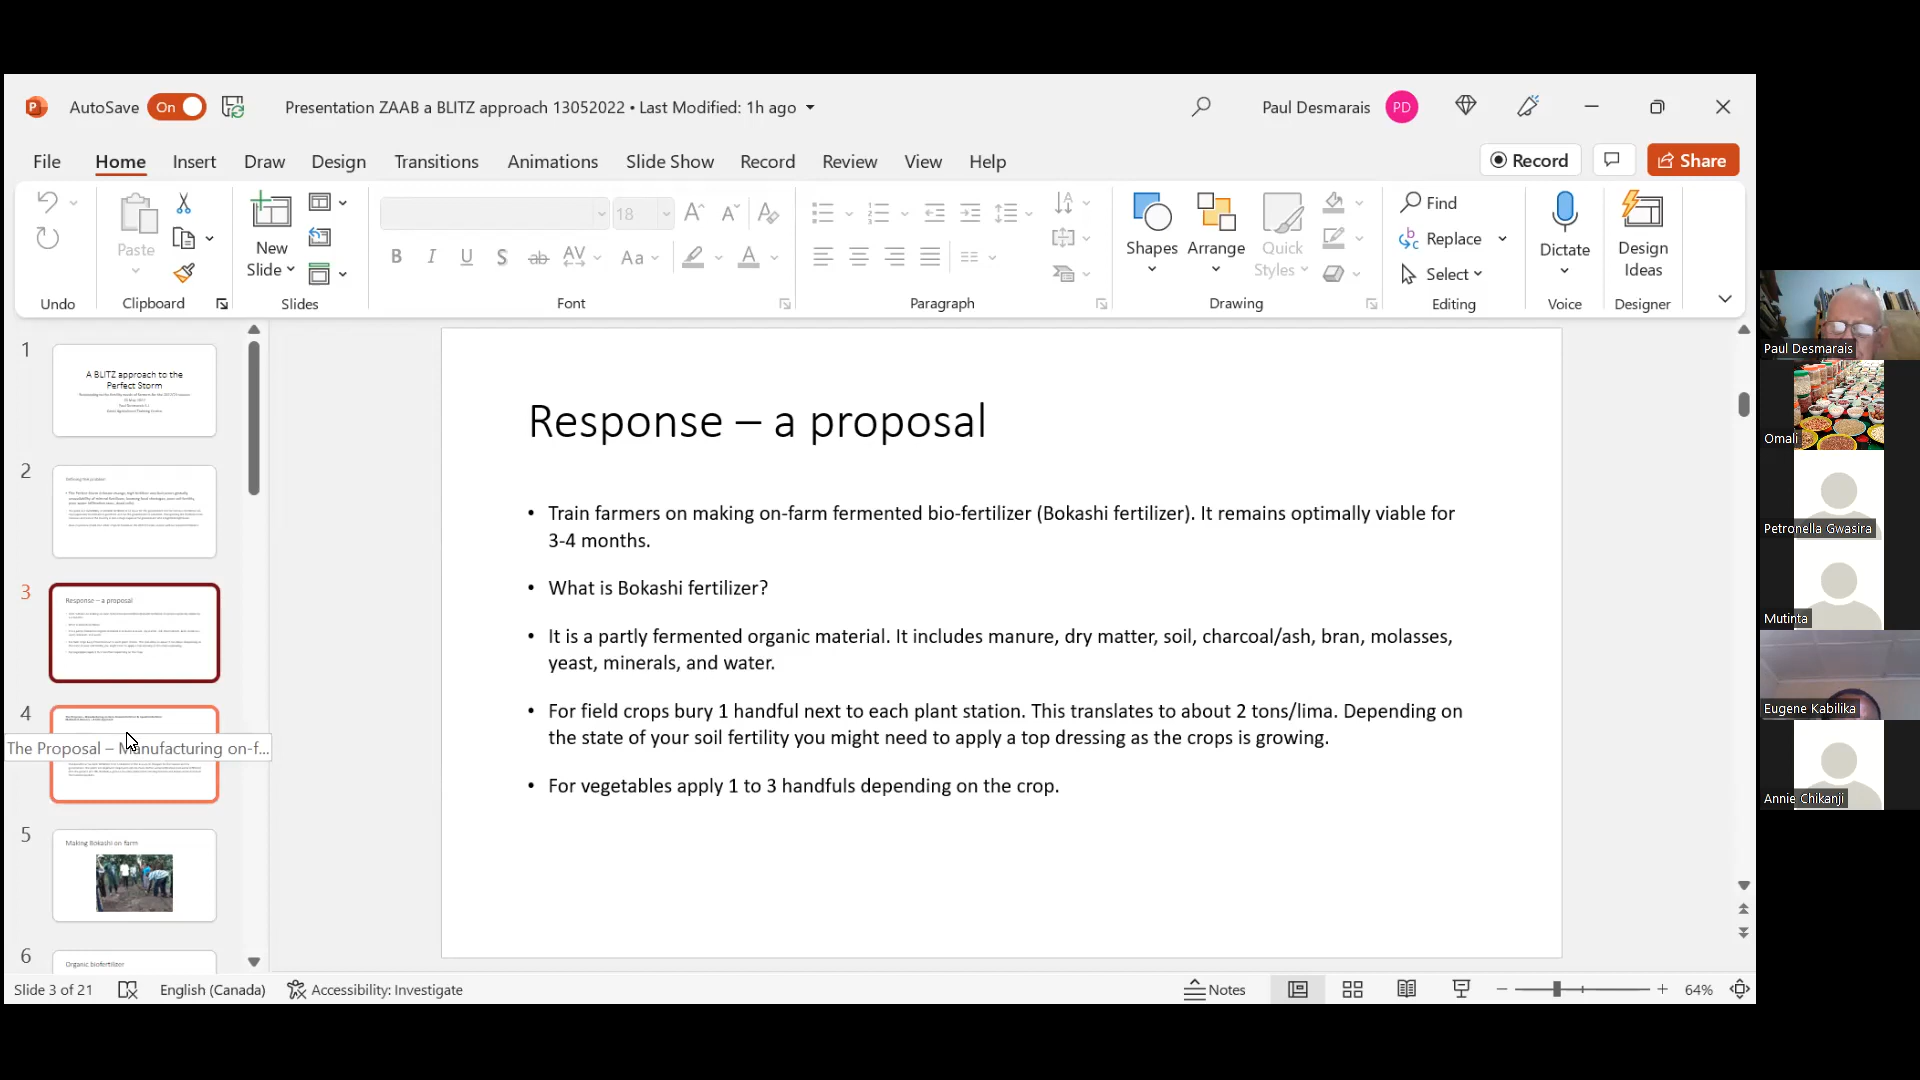 AutoSave On Presentation ZAAB a BLITZ approach 13052022 • Last Modified: 1h ago Paul Desmarais PD
File Home Insert Draw Design Transitions Animations Slide Show Record Review View Help Record Share
18
Paste
New
Slide
B I U S ab AV Aa A
Shapes Arrange Quick
Styles
Find
Replace
Select
Dictate
Design
Ideas
Undo Clipboard Slides Font Paragraph Drawing Editing Voice Designer
1
A BLITZ approach to the
Perfect Storm
2
Defining the problem
3
Response – a proposal
4
The Proposal – Manufacturing on-f...
5
Making Bokashi on farm
6
Organic biofertilizer
Response – a proposal
• Train farmers on making on-farm fermented bio-fertilizer (Bokashi fertilizer). It remains optimally viable for
3-4 months.
• What is Bokashi fertilizer?
• It is a partly fermented organic material. It includes manure, dry matter, soil, charcoal/ash, bran, molasses,
yeast, minerals, and water.
• For field crops bury 1 handful next to each plant station. This translates to about 2 tons/lima. Depending on
the state of your soil fertility you might need to apply a top dressing as the crops is growing.
• For vegetables apply 1 to 3 handfuls depending on the crop.
Paul Desmarais
Omali
Petronella Gwasira
Mutinta
Eugene Kabilika
Annie Chikanji
Slide 3 of 21 English (Canada) Accessibility: Investigate Notes 64%